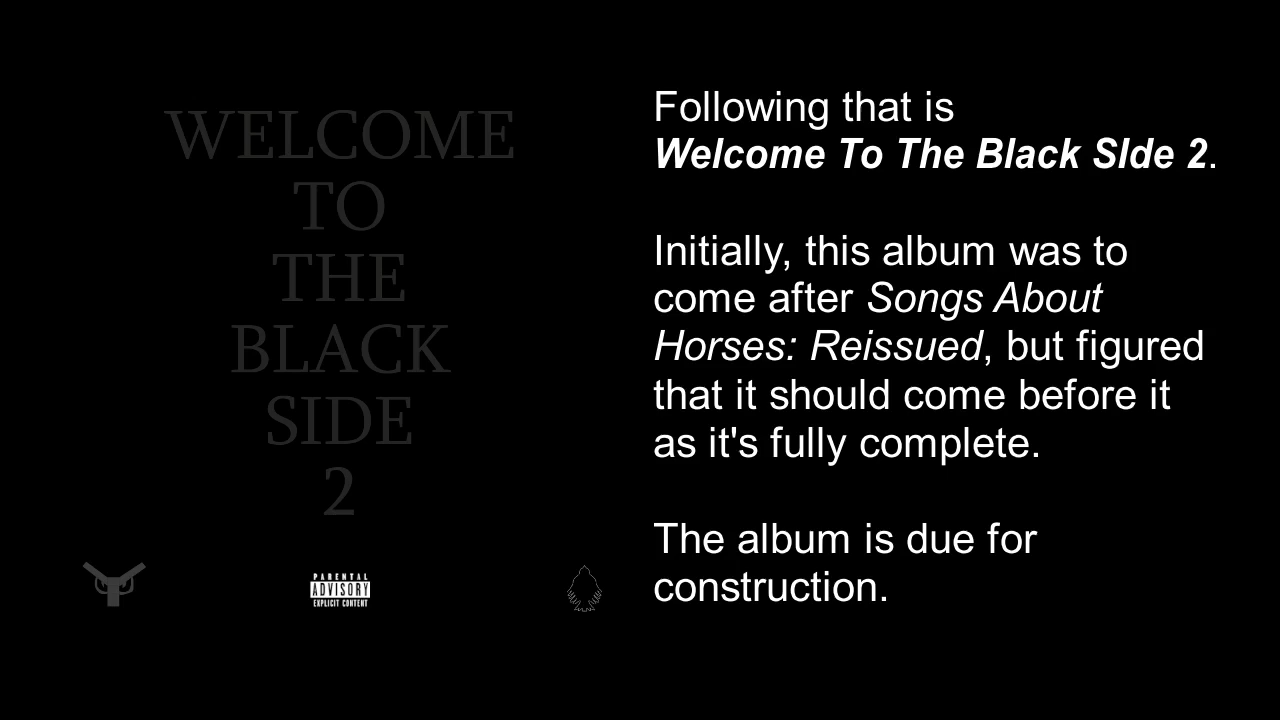 WELCOME
TO
THE
BLACK
SIDE
2
PARENTAL
ADVISORY
EXPLICIT CONTENT
Following that is
Welcome To The Black SIde 2.
Initially, this album was to
come after Songs About
Horses: Reissued, but figured
that it should come before it
as it's fully complete.
The album is due for
construction.